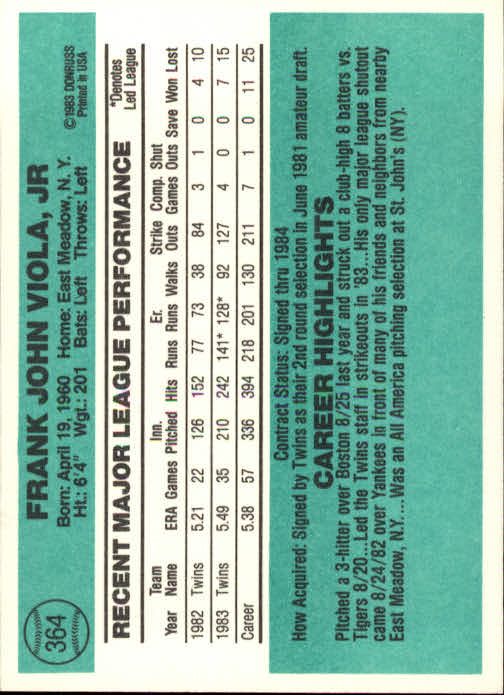 364
FRANK JOHN VIOLA, JR
Born: April 19, 1960 Home: East Meadow, N. Y.
Ht.: 6'4" Wgt.: 201 Bats: Left Throws: Left
©1983 DONRUSS
Printed in USA
RECENT MAJOR LEAGUE PERFORMANCE
*Denotes
Led League
Team Inn. Er. Strike Comp. Shut
Year Name ERA Games Pitched Hits Runs Runs Walks Outs Games Outs Save Won Lost
1982 Twins 5.21 22 126 152 77 73 38 84 3 1 0 4 10
1983 Twins 5.49 35 210 242 141* 128* 92 127 4 0 0 7 15
Career 5.38 57 336 394 218 201 130 211 7 1 0 11 25
Contract Status: Signed thru 1984
How Acquired: Signed by Twins as their 2nd round selection in June 1981 amateur draft.
CAREER HIGHLIGHTS
Pitched a 3-hitter over Boston 8/25 last year and struck out a club-high 8 batters vs.
Tigers 8/20...Led the Twins staff in strikeouts in '83...His only major league shutout
came 8/24/82 over Yankees in front of many of his friends and neighbors from nearby
East Meadow, N.Y....Was an All America pitching selection at St. John's (NY).